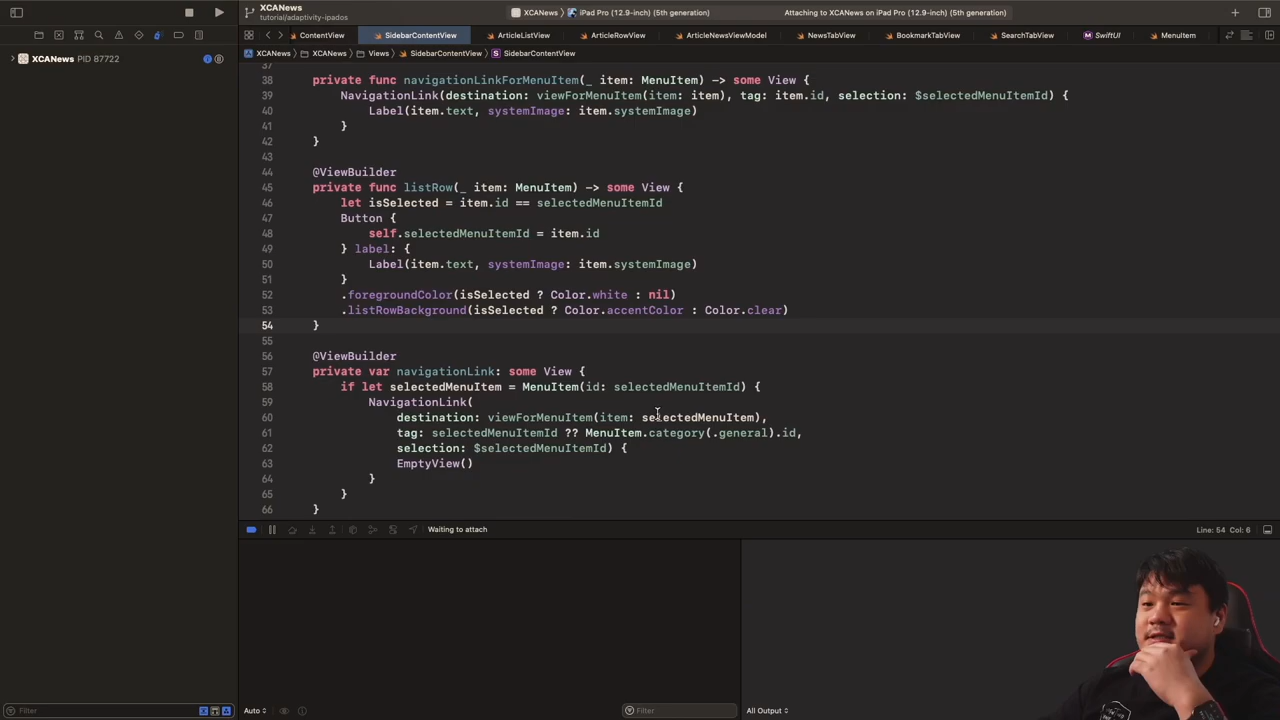 XCANews
tutorial/adaptivity-ipados
XCANews
iPad Pro (12.9-inch) (5th generation)
Attaching to XCANews on iPad Pro (12.9-inch) (5th generation)
ContentView
SidebarContentView
ArticleListView
ArticleRowView
ArticleNewsViewModel
NewsTabView
BookmarkTabView
SearchTabView
SwiftUI
MenuItem
XCANews
XCANews
Views
SidebarContentView
SidebarContentView
XCANews PID 87722
37
38 private func navigationLinkForMenuItem(_ item: MenuItem) -> some View {
39 NavigationLink(destination: viewForMenuItem(item: item), tag: item.id, selection: $selectedMenuItemId) {
40 Label(item.text, systemImage: item.systemImage)
41 }
42 }
43
44 @ViewBuilder
45 private func listRow(_ item: MenuItem) -> some View {
46 let isSelected = item.id == selectedMenuItemId
47 Button {
48 self.selectedMenuItemId = item.id
49 } label: {
50 Label(item.text, systemImage: item.systemImage)
51 }
52 .foregroundColor(isSelected ? Color.white : nil)
53 .listRowBackground(isSelected ? Color.accentColor : Color.clear)
54 }
55
56 @ViewBuilder
57 private var navigationLink: some View {
58 if let selectedMenuItem = MenuItem(id: selectedMenuItemId) {
59 NavigationLink(
60 destination: viewForMenuItem(item: selectedMenuItem),
61 tag: selectedMenuItemId ?? MenuItem.category(.general).id,
62 selection: $selectedMenuItemId) {
63 EmptyView()
64 }
65 }
66 }
Waiting to attach
Line: 54 Col: 6
Filter
Auto
Filter
All Output